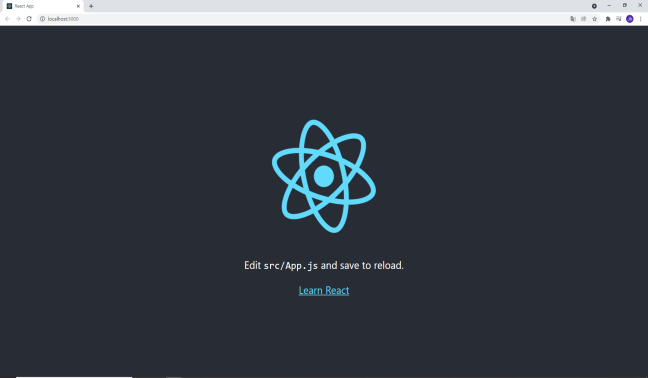 React App
localhost:3000
Edit src/App.js and save to reload.
Learn React